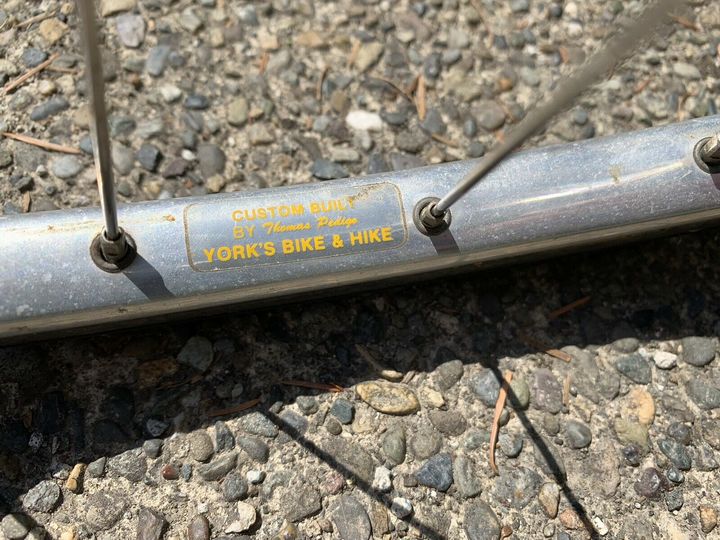 CUSTOM BUILT
BY Thomas Pedigo
YORK'S BIKE & HIKE